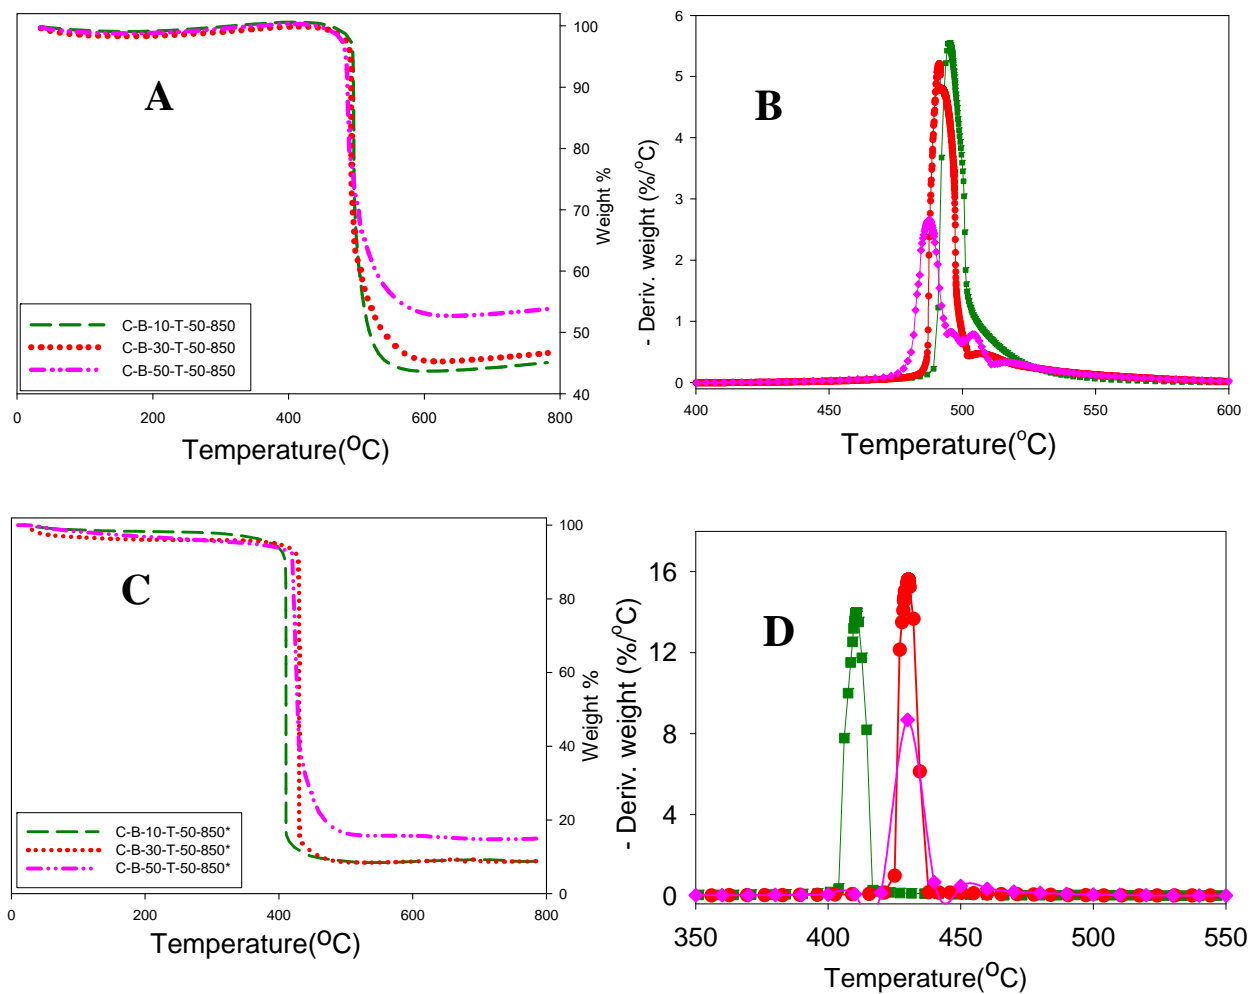 A
100
90
80
70
60
50
40
Weight %
C-B-10-T-50-850
C-B-30-T-50-850
C-B-50-T-50-850
0 200 400 600 800
Temperature(ºC)
B
6
5
4
3
2
1
0
- Deriv. weight (%/ºC)
400 450 500 550 600
Temperature(ºC)
C
100
80
60
40
20
0
Weight %
C-B-10-T-50-850*
C-B-30-T-50-850*
C-B-50-T-50-850*
0 200 400 600 800
Temperature(ºC)
D
16
12
8
4
0
- Deriv. weight (%/ºC)
350 400 450 500 550
Temperature(ºC)